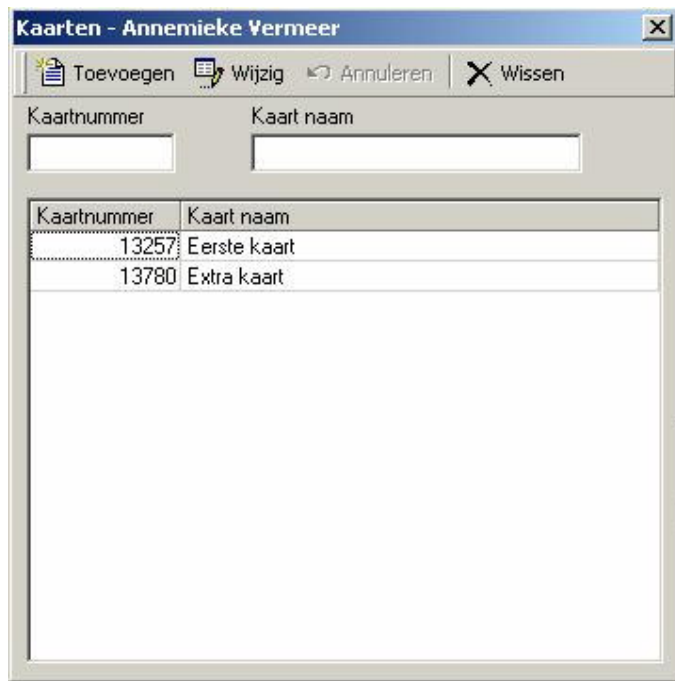 Kaarten - Annemieke Vermeer
Toevoegen Wijzig Annuleren Wissen
Kaartnummer Kaart naam
Kaartnummer Kaart naam
13257 Eerste kaart
13780 Extra kaart